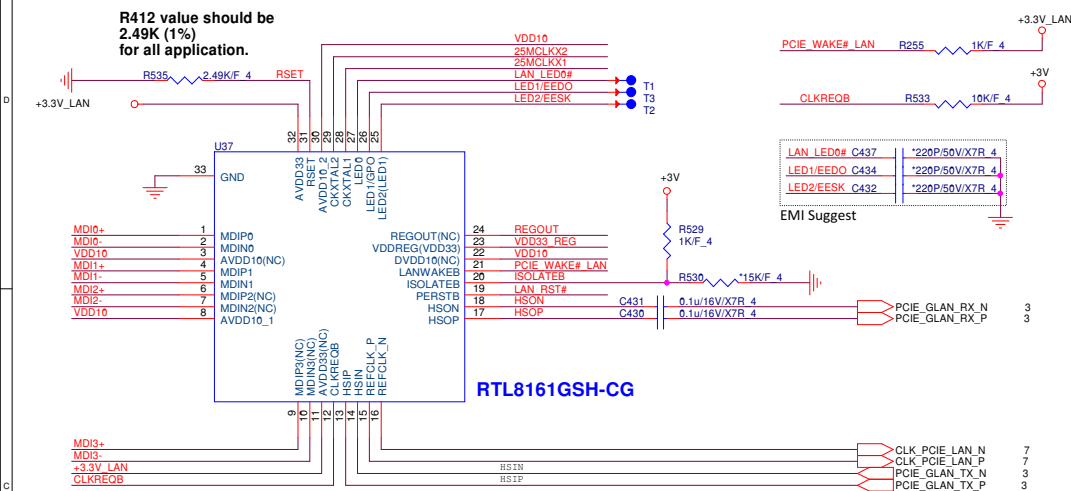 R412 value should be
2.49K (1%)
for all application.
R535 2.49K/F_4 RSET
+3.3V_LAN
VDD10
25MCLKX2
25MCLKX1
LAN_LED0#
LED1/EEDO
LED2/EESK
T1
T3
T2
+3.3V_LAN
PCIE_WAKE#_LAN R255 1K/F_4
+3V
CLKREQB R533 10K/F_4
LAN_LED0# C437 *220P/50V/X7R_4
LED1/EEDO C434 *220P/50V/X7R_4
LED2/EESK C432 *220P/50V/X7R_4
EMI Suggest
D
U37
32 31 30 29 28 27 26 25
AVDD33
RSET
AVDD10_2
CKXTAL2
CKXTAL1
LED0
LED1/GPO
LED2(LED1)
33 GND
MDI0+ 1 MDIP0
MDI0- 2 MDIN0
VDD10 3 AVDD10(NC)
MDI1+ 4 MDIP1
MDI1- 5 MDIN1
MDI2+ 6 MDIP2(NC)
MDI2- 7 MDIN2(NC)
VDD10 8 AVDD10_1
REGOUT(NC) 24 REGOUT
VDDREG(VDD33) 23 VDD33_REG
DVDD10(NC) 22 VDD10
LANWAKEB 21 PCIE_WAKE#_LAN
ISOLATEB 20 ISOLATEB
PERSTB 19 LAN_RST#
HSON 18 HSON
HSOP 17 HSOP
+3V
R529
1K/F_4
R530 *15K/F_4
C431 0.1u/16V/X7R_4
C430 0.1u/16V/X7R_4
PCIE_GLAN_RX_N 3
PCIE_GLAN_RX_P 3
MDIP3(NC)
MDIN3(NC)
AVDD33(NC)
CLKREQB
HSIP
HSIN
REFCLK_P
REFCLK_N
9 10 11 12 13 14 15 16
RTL8161GSH-CG
MDI3+
MDI3-
+3.3V_LAN
CLKREQB
HSIN
HSIP
CLK_PCIE_LAN_N 7
CLK_PCIE_LAN_P 7
PCIE_GLAN_TX_N 3
PCIE_GLAN_TX_P 3
C